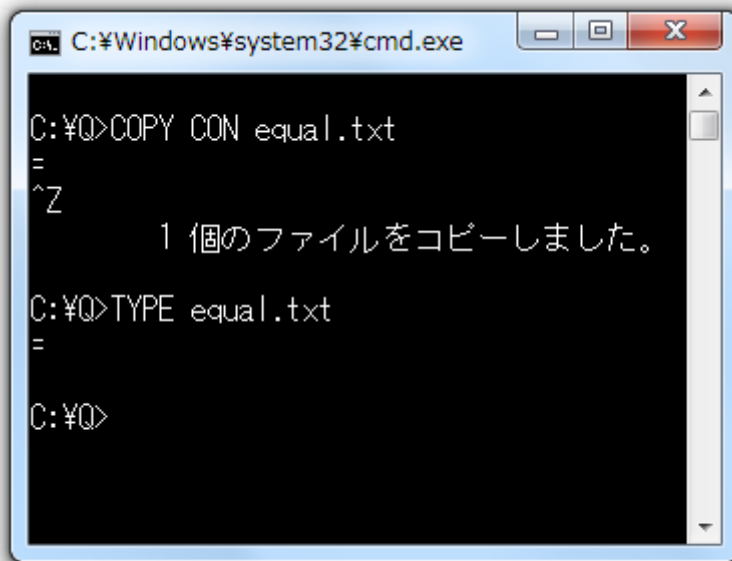 C:¥Windows¥system32¥cmd.exe
C:¥Q>COPY CON equal.txt
=
^Z
1 個のファイルをコピーしました。
C:¥Q>TYPE equal.txt
=
C:¥Q>